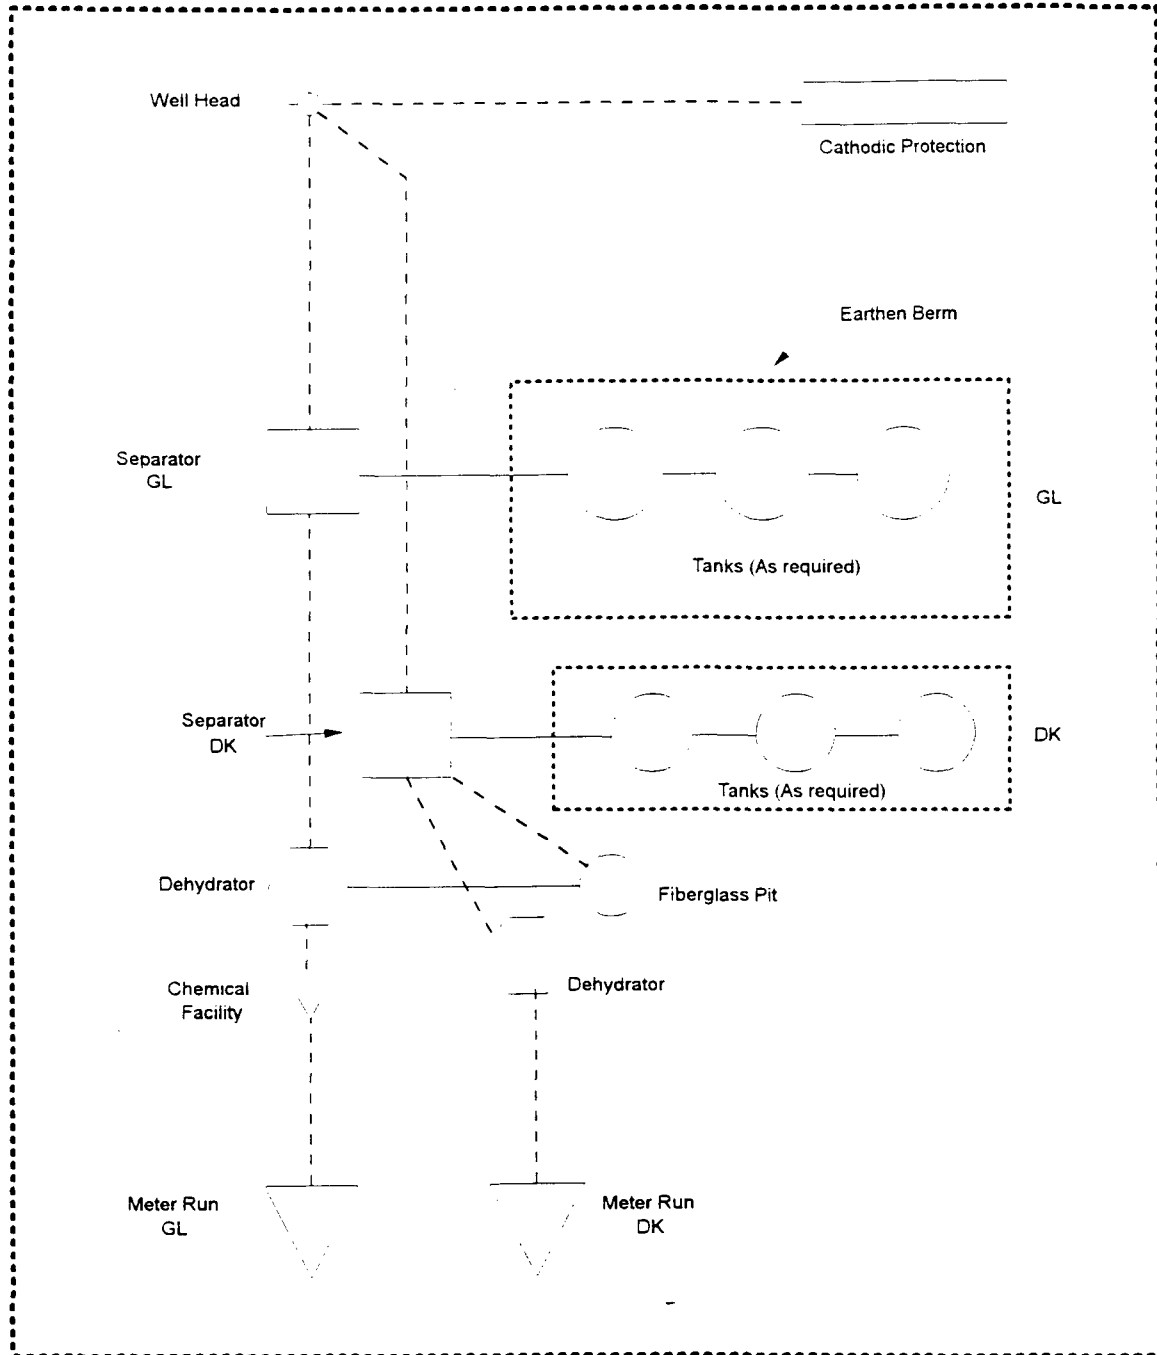 Well Head
Cathodic Protection
Earthen Berm
Separator
GL
GL
Tanks (As required)
Separator
DK
DK
Tanks (As required)
Dehydrator
Fiberglass Pit
Chemical
Facility
Dehydrator
Meter Run
GL
Meter Run
DK